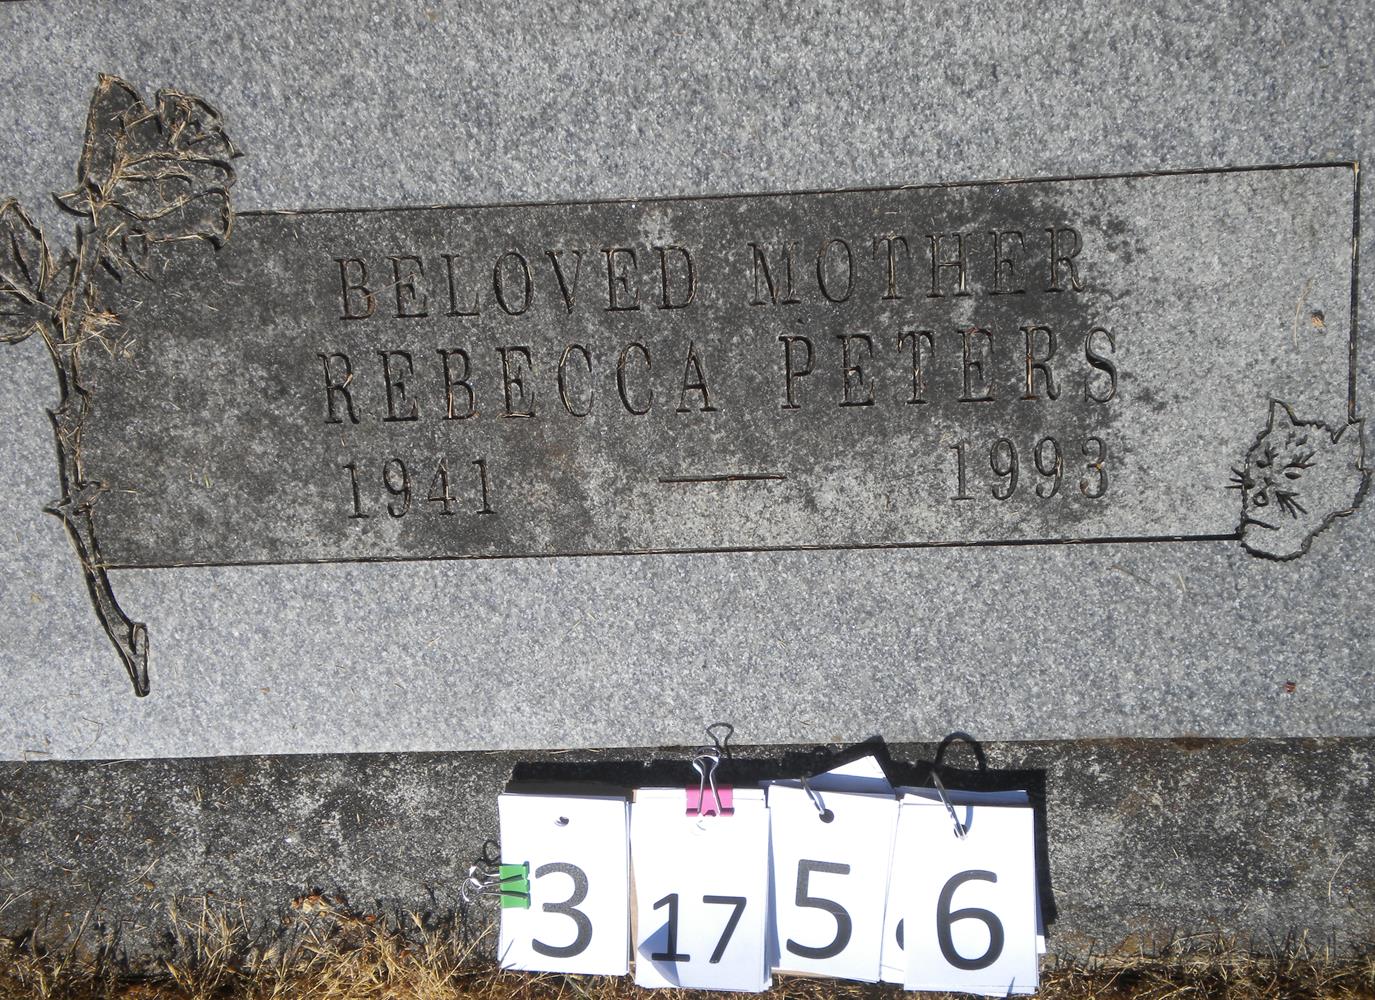 BELOVED MOTHER
REBECCA PETERS
1941 — 1993
3 17 5 6